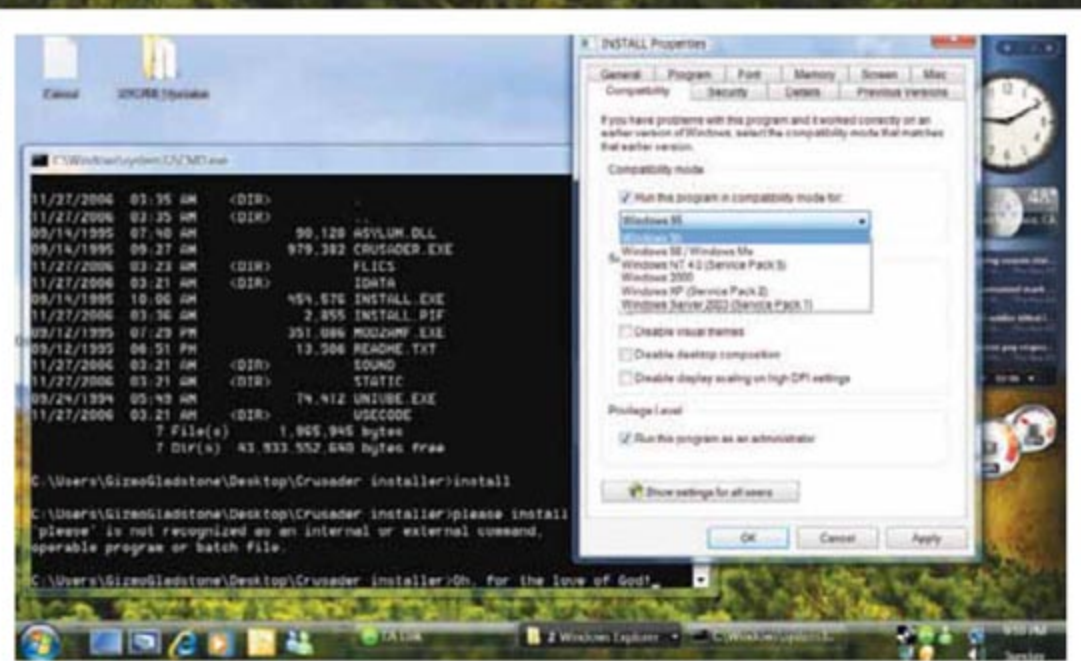 C:\Windows\system32\CMD.exe
11/27/2006 03:35 AM <DIR> .
11/27/2006 03:35 AM <DIR> ..
09/14/1995 07:40 AM 90,128 ASYLUM.DLL
09/14/1995 09:27 AM 979,382 CRUSADER.EXE
11/27/2006 03:23 AM <DIR> FLICS
11/27/2006 03:21 AM <DIR> IDATA
09/14/1995 10:06 AM 454,576 INSTALL.EXE
11/27/2006 03:36 AM 2,855 INSTALL.PIF
09/12/1995 07:29 PM 351,086 MOD2AMF.EXE
09/12/1995 06:51 PM 13,506 README.TXT
11/27/2006 03:21 AM <DIR> SOUND
11/27/2006 03:21 AM <DIR> STATIC
09/24/1994 05:49 AM 74,412 UNIVBE.EXE
11/27/2006 03:21 AM <DIR> USECODE
7 File(s) 1,965,945 bytes
7 Dir(s) 43,933,552,640 bytes free
C:\Users\GizmoGladstone\Desktop\Crusader installer>install
C:\Users\GizmoGladstone\Desktop\Crusader installer>please install
'please' is not recognized as an internal or external command,
operable program or batch file.
C:\Users\GizmoGladstone\Desktop\Crusader installer>Oh, for the love of God!_
INSTALL Properties
General Program Font Memory Screen Misc
Compatibility Security Details Previous Versions
If you have problems with this program and it worked correctly on an
earlier version of Windows, select the compatibility mode that matches
that earlier version.
Compatibility mode
Run this program in compatibility mode for:
Windows 95
Windows 95
Windows 98 / Windows Me
Windows NT 4.0 (Service Pack 5)
Windows 2000
Windows XP (Service Pack 2)
Windows Server 2003 (Service Pack 1)
Disable visual themes
Disable desktop composition
Disable display scaling on high DPI settings
Privilege Level
Run this program as an administrator
Show settings for all users
OK Cancel Apply
2 Windows Explorer
C:\Windows\system3...
9:10 PM
Sunday